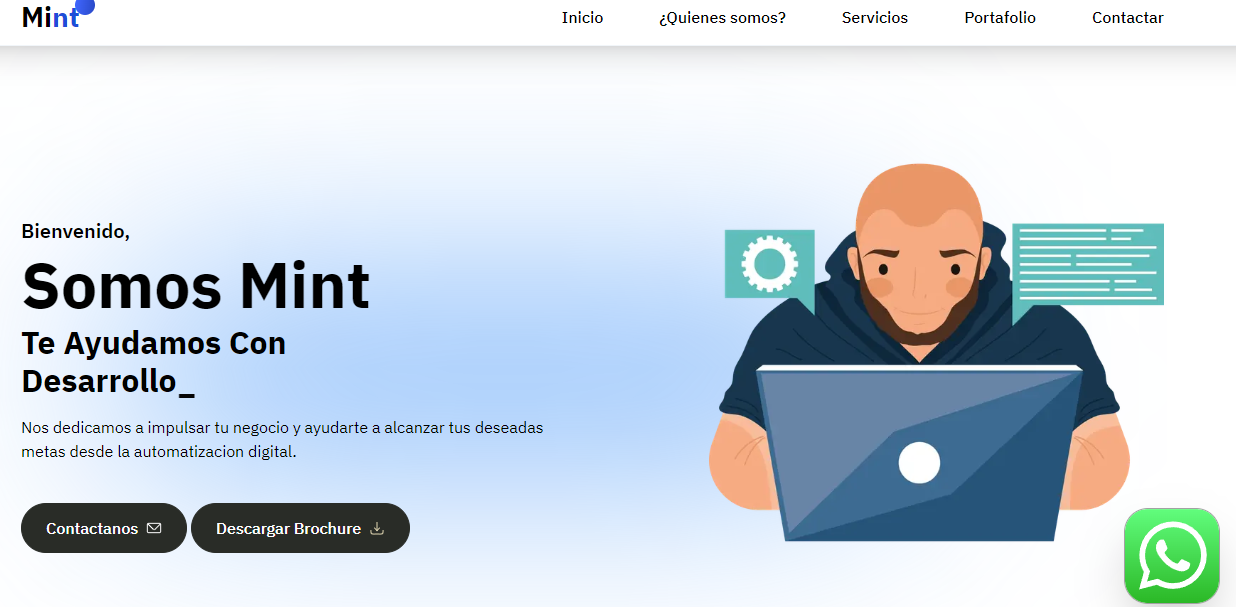 Mint
Inicio
¿Quienes somos?
Servicios
Portafolio
Contactar
Bienvenido,
Somos Mint
Te Ayudamos Con
Desarrollo_
Nos dedicamos a impulsar tu negocio y ayudarte a alcanzar tus deseadas
metas desde la automatizacion digital.
Contactanos
Descargar Brochure